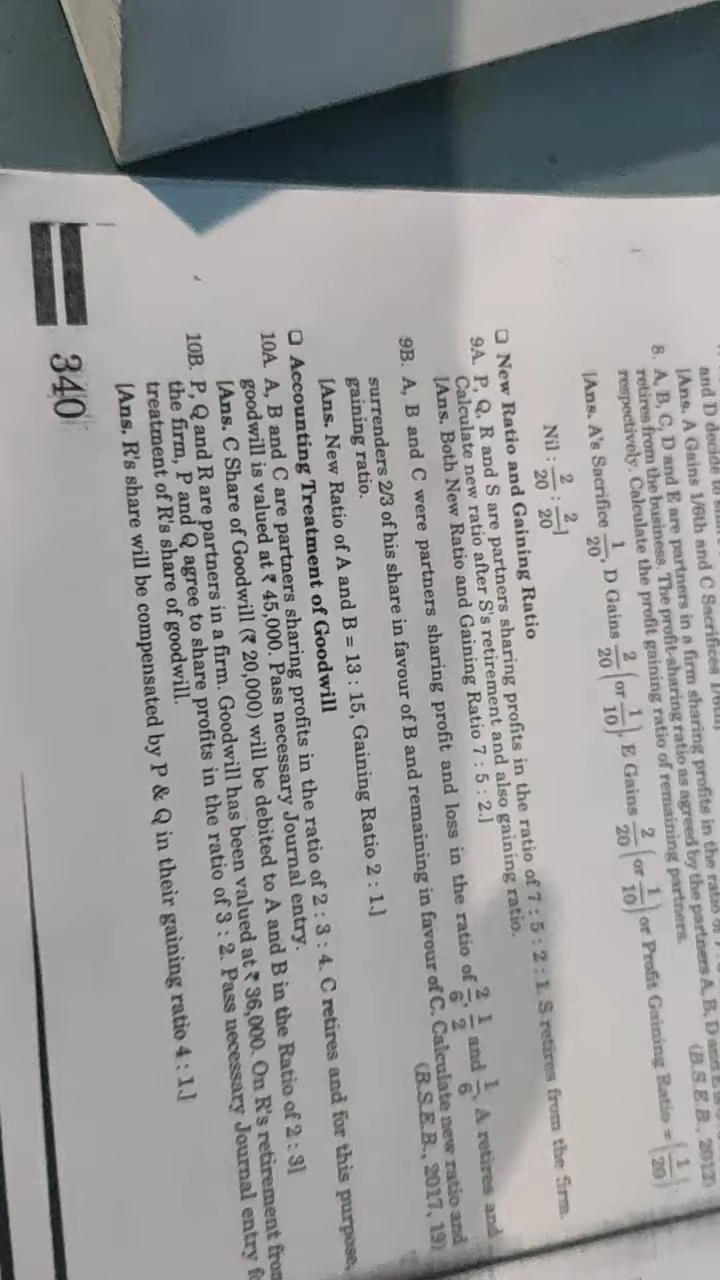 and D decide to
[Ans. A Gains 1/6th and C Sacrifices
8. A, B, C, D and E are partners in a firm sharing profits in the ratio of
retires from the business. The profit-sharing ratio as agreed by the partners A, B, D and
respectively. Calculate the profit gaining ratio of remaining partners. (B.S.E.B., 2012)
[Ans. A's Sacrifice 1/20, D Gains 2/20 (or 1/10), E Gains 2/20 (or 1/10) or Profit Gaining Ratio = (1/20)
Nil : 2/20 : 2/20]
❑ New Ratio and Gaining Ratio
9A. P, Q, R and S are partners sharing profits in the ratio of 7 : 5 : 2 : 1. S retires from the firm.
Calculate new ratio after S's retirement and also gaining ratio.
[Ans. Both New Ratio and Gaining Ratio 7 : 5 : 2.]
9B. A, B and C were partners sharing profit and loss in the ratio of 2/6, 1/2 and 1/6. A retires and
surrenders 2/3 of his share in favour of B and remaining in favour of C. Calculate new ratio and
gaining ratio. (B.S.E.B., 2017, 19)
[Ans. New Ratio of A and B = 13 : 15, Gaining Ratio 2 : 1.]
❑ Accounting Treatment of Goodwill
10A. A, B and C are partners sharing profits in the ratio of 2 : 3 : 4. C retires and for this purpose,
goodwill is valued at ₹ 45,000. Pass necessary Journal entry.
[Ans. C Share of Goodwill (₹ 20,000) will be debited to A and B in the Ratio of 2 : 3]
10B. P, Q and R are partners in a firm. Goodwill has been valued at ₹ 36,000. On R's retirement from
the firm, P and Q agree to share profits in the ratio of 3 : 2. Pass necessary Journal entry
treatment of R's share of goodwill.
[Ans. R's share will be compensated by P & Q in their gaining ratio 4 : 1.]
340